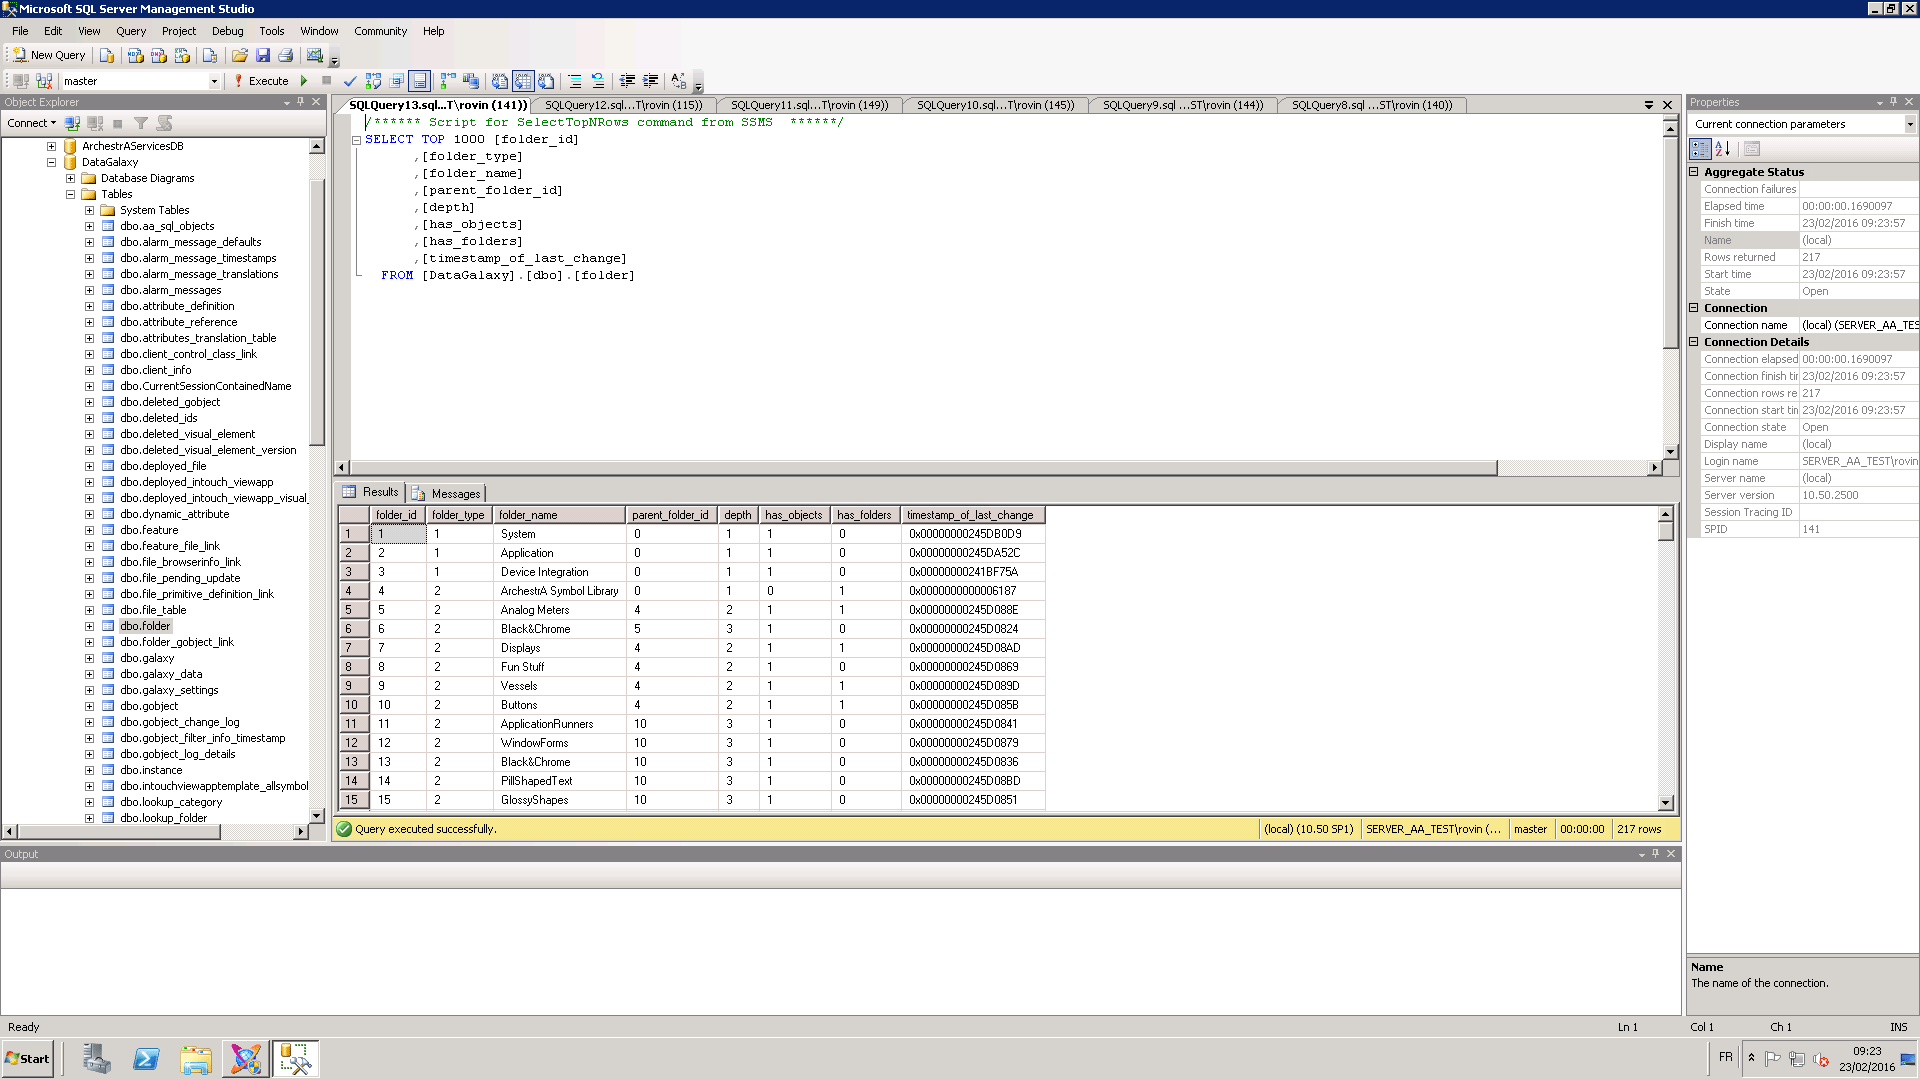 Microsoft SQL Server Management Studio
File Edit View Query Project Debug Tools Window Community Help
New Query
master Execute
Object Explorer
Connect
ArchestrAServicesDB
DataGalaxy
Database Diagrams
Tables
System Tables
dbo.aa_sql_objects
dbo.alarm_message_defaults
dbo.alarm_message_timestamps
dbo.alarm_message_translations
dbo.alarm_messages
dbo.attribute_definition
dbo.attribute_reference
dbo.attributes_translation_table
dbo.client_control_class_link
dbo.client_info
dbo.CurrentSessionContainedName
dbo.deleted_gobject
dbo.deleted_ids
dbo.deleted_visual_element
dbo.deleted_visual_element_version
dbo.deployed_file
dbo.deployed_intouch_viewapp
dbo.deployed_intouch_viewapp_visual_
dbo.dynamic_attribute
dbo.feature
dbo.feature_file_link
dbo.file_browserinfo_link
dbo.file_pending_update
dbo.file_primitive_definition_link
dbo.file_table
dbo.folder
dbo.folder_gobject_link
dbo.galaxy
dbo.galaxy_data
dbo.galaxy_settings
dbo.gobject
dbo.gobject_change_log
dbo.gobject_filter_info_timestamp
dbo.gobject_log_details
dbo.instance
dbo.intouchviewapptemplate_allsymbol
dbo.lookup_category
dbo.lookup_folder
SQLQuery13.sql...T\rovin (141)) SQLQuery12.sql...T\rovin (115)) SQLQuery11.sql...T\rovin (149)) SQLQuery10.sql...T\rovin (145)) SQLQuery9.sql ...ST\rovin (144)) SQLQuery8.sql ...ST\rovin (140))
/****** Script for SelectTopNRows command from SSMS  ******/
SELECT TOP 1000 [folder_id]
,[folder_type]
,[folder_name]
,[parent_folder_id]
,[depth]
,[has_objects]
,[has_folders]
,[timestamp_of_last_change]
FROM [DataGalaxy].[dbo].[folder]
Results Messages
folder_id folder_type folder_name parent_folder_id depth has_objects has_folders timestamp_of_last_change
1 1 1 System 0 1 1 0 0x00000000245DB0D9
2 2 1 Application 0 1 1 0 0x00000000245DA52C
3 3 1 Device Integration 0 1 1 0 0x00000000241BF75A
4 4 2 ArchestrA Symbol Library 0 1 0 1 0x0000000000006187
5 5 2 Analog Meters 4 2 1 1 0x00000000245D088E
6 6 2 Black&Chrome 5 3 1 0 0x00000000245D0824
7 7 2 Displays 4 2 1 1 0x00000000245D08AD
8 8 2 Fun Stuff 4 2 1 0 0x00000000245D0869
9 9 2 Vessels 4 2 1 1 0x00000000245D089D
10 10 2 Buttons 4 2 1 1 0x00000000245D085B
11 11 2 ApplicationRunners 10 3 1 0 0x00000000245D0841
12 12 2 WindowForms 10 3 1 0 0x00000000245D0879
13 13 2 Black&Chrome 10 3 1 0 0x00000000245D0836
14 14 2 PillShapedText 10 3 1 0 0x00000000245D08BD
15 15 2 GlossyShapes 10 3 1 0 0x00000000245D0851
Query executed successfully. (local) (10.50 SP1) SERVER_AA_TEST\rovin (... master 00:00:00 217 rows
Properties
Current connection parameters
Aggregate Status
Connection failures
Elapsed time 00:00:00.1690097
Finish time 23/02/2016 09:23:57
Name (local)
Rows returned 217
Start time 23/02/2016 09:23:57
State Open
Connection
Connection name (local) (SERVER_AA_TES
Connection Details
Connection elapsed 00:00:00.1690097
Connection finish tir 23/02/2016 09:23:57
Connection rows re 217
Connection start tin 23/02/2016 09:23:57
Connection state Open
Display name (local)
Login name SERVER_AA_TEST\rovin
Server name (local)
Server version 10.50.2500
Session Tracing ID
SPID 141
Name
The name of the connection.
Output
Ready Ln 1 Col 1 Ch 1 INS
Start FR 09:23
23/02/2016